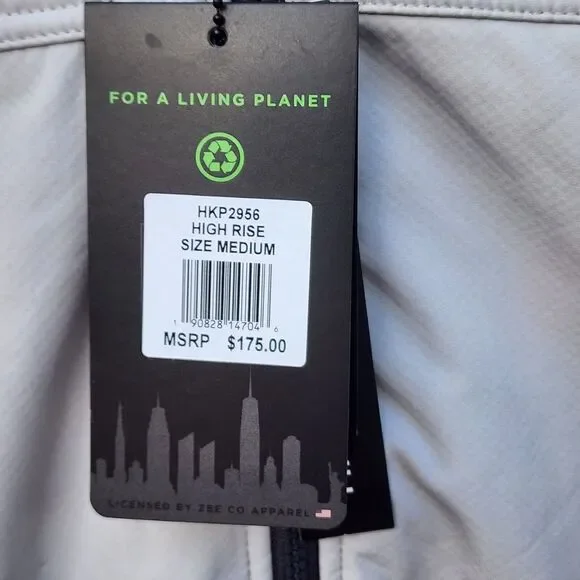 FOR A LIVING PLANET
HKP2956
HIGH RISE
SIZE MEDIUM
1 90828 14704 6
MSRP $175.00
LICENSED BY ZEE CO APPAREL